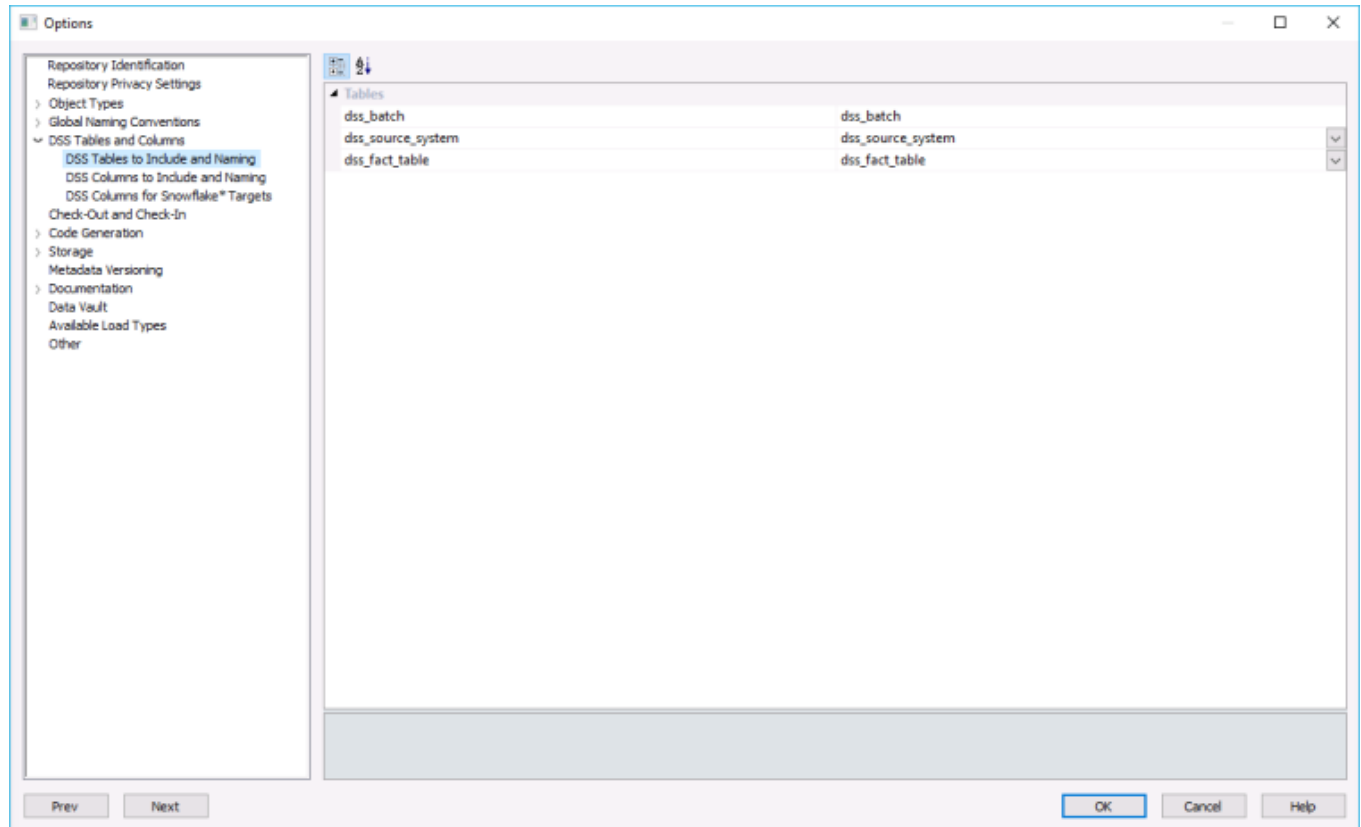 Options
Repository Identification
Repository Privacy Settings
Object Types
Global Naming Conventions
DSS Tables and Columns
DSS Tables to Include and Naming
DSS Columns to Include and Naming
DSS Columns for Snowflake* Targets
Check-Out and Check-In
Code Generation
Storage
Metadata Versioning
Documentation
Data Vault
Available Load Types
Other
Tables
dss_batch dss_batch
dss_source_system dss_source_system
dss_fact_table dss_fact_table
Prev Next OK Cancel Help